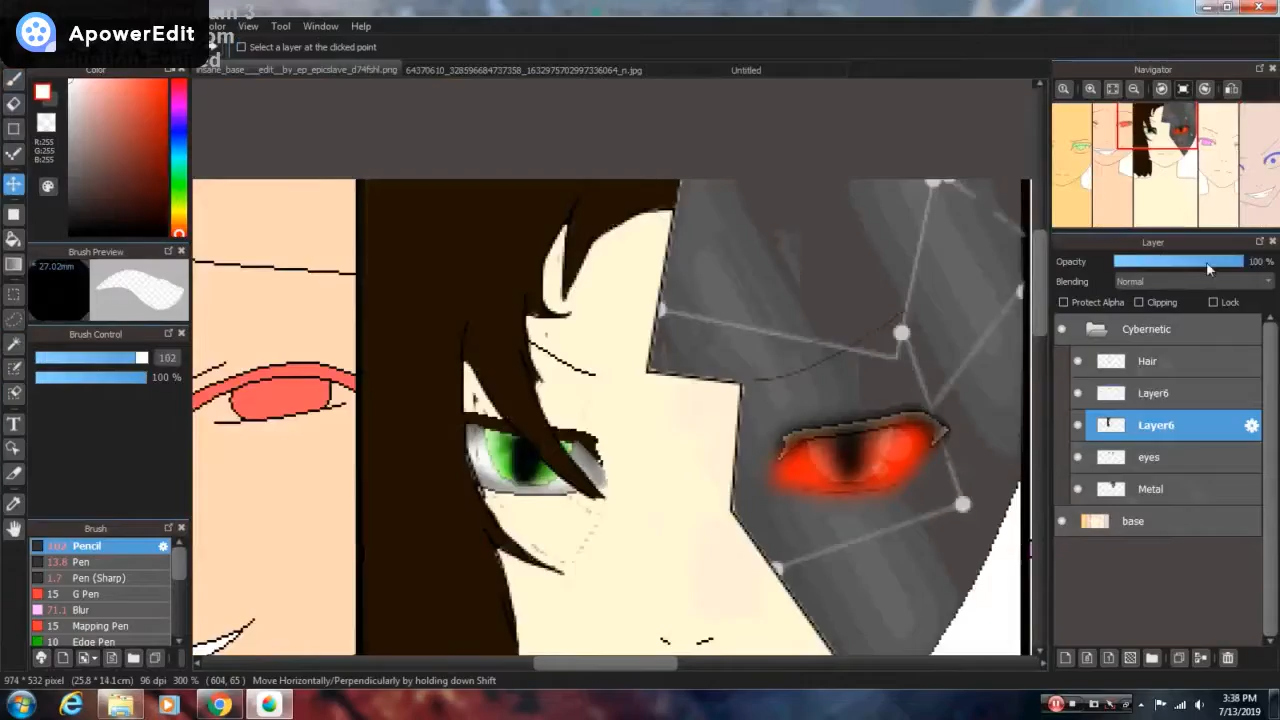 ApowerEdit
View Tool Window Help
Select a layer at the clicked point
insane_base___edit__by_ep_epicslave_d74fshl.png 64370610_328596684737358_1632975702997336064_n.jpg Untitled
Color
R:255
G:255
B:255
Brush Preview
27.02mm
Brush Control
102
100 %
Brush
102 Pencil
13.8 Pen
1.7 Pen (Sharp)
15 G Pen
71.1 Blur
15 Mapping Pen
10 Edge Pen
Navigator
Layer
Opacity 100 %
Blending Normal
Protect Alpha Clipping Lock
Cybernetic
Hair
Layer6
Layer6
eyes
Metal
base
974 * 532 pixel (25.8 * 14.1cm) 96 dpi 300 % ( 604, 65 ) Move Horizontally/Perpendicularly by holding down Shift
3:38 PM
7/13/2019